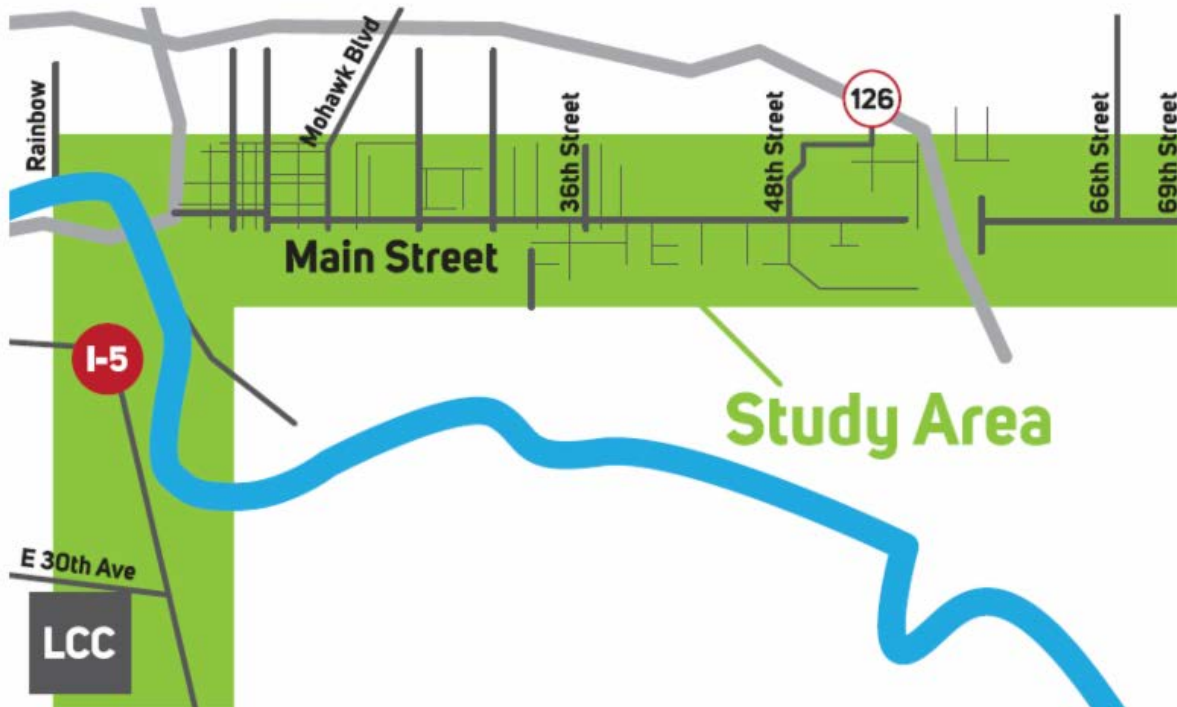 Rainbow
Mohawk Blvd
36th Street
48th Street
126
66th Street
69th Street
Main Street
I-5
Study Area
E 30th Ave
LCC